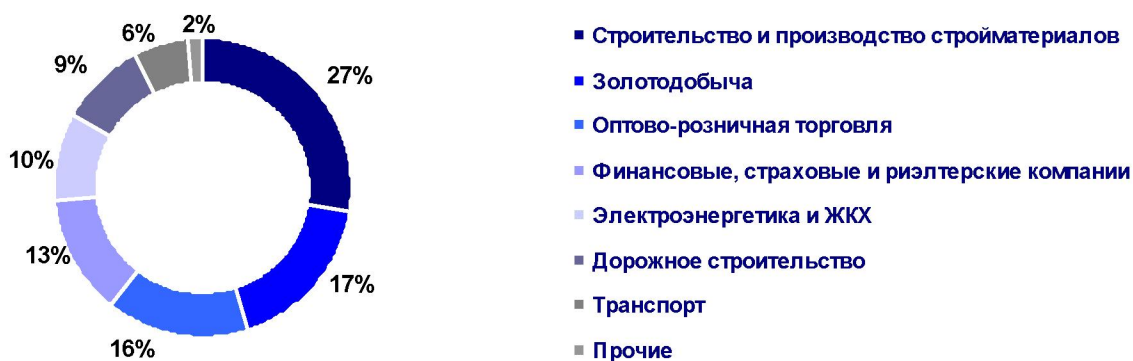 2%
6%
9%
27%
10%
13%
17%
16%
Строительство и производство стройматериалов
Золотодобыча
Оптово-розничная торговля
Финансовые, страховые и риэлтерские компании
Электроэнергетика и ЖКХ
Дорожное строительство
Транспорт
Прочие